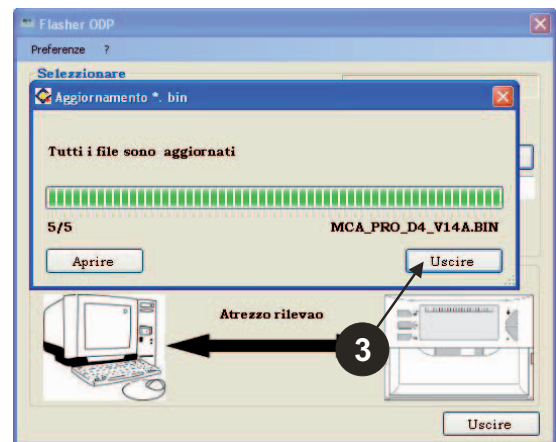 Flasher ODP
Preferenze ?
Selezzionare
Aggiornamento *. bin
Tutti i file sono aggiornati
5/5 MCA_PRO_D4_V14A.BIN
Aprire Uscire
Atrezzo rilevao
3
Uscire